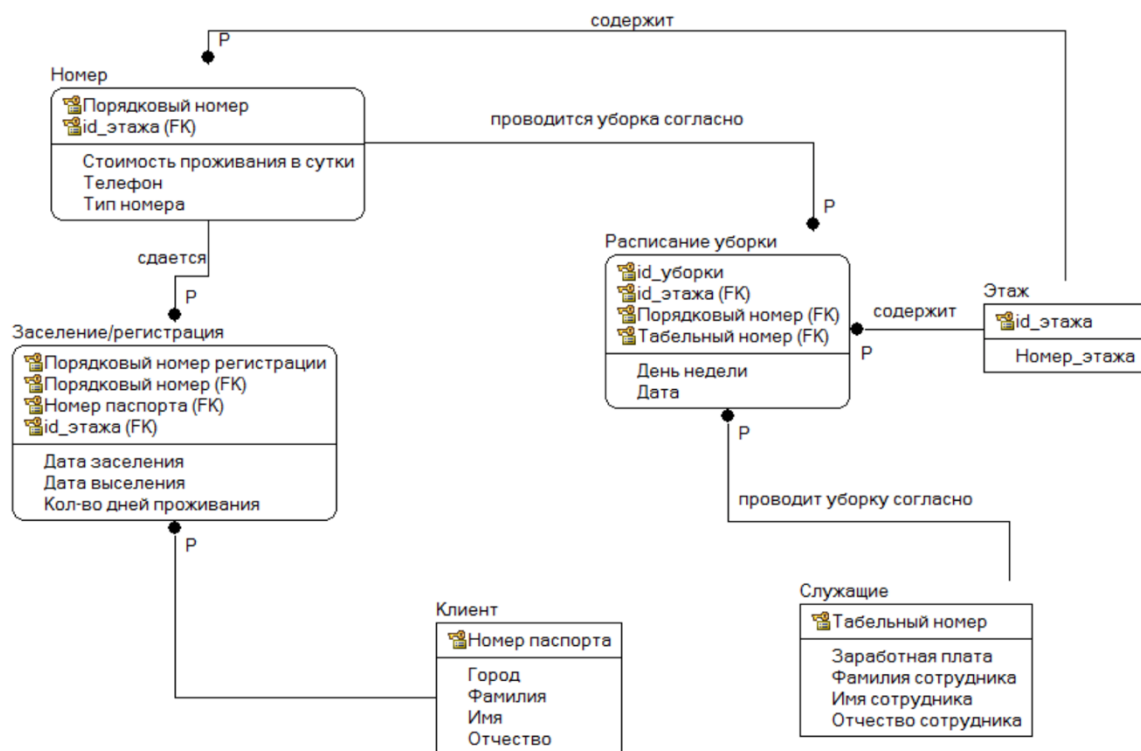 содержит
P
Номер
Порядковый номер
id_этажа (FK)
Стоимость проживания в сутки
Телефон
Тип номера
проводится уборка согласно
P
сдается
P
Расписание уборки
id_уборки
id_этажа (FK)
Порядковый номер (FK)
Табельный номер (FK)
День недели
Дата
содержит
P
Этаж
id_этажа
Номер_этажа
Заселение/регистрация
Порядковый номер регистрации
Порядковый номер (FK)
Номер паспорта (FK)
id_этажа (FK)
Дата заселения
Дата выселения
Кол-во дней проживания
P
P
проводит уборку согласно
Клиент
Номер паспорта
Город
Фамилия
Имя
Отчество
Служащие
Табельный номер
Заработная плата
Фамилия сотрудника
Имя сотрудника
Отчество сотрудника